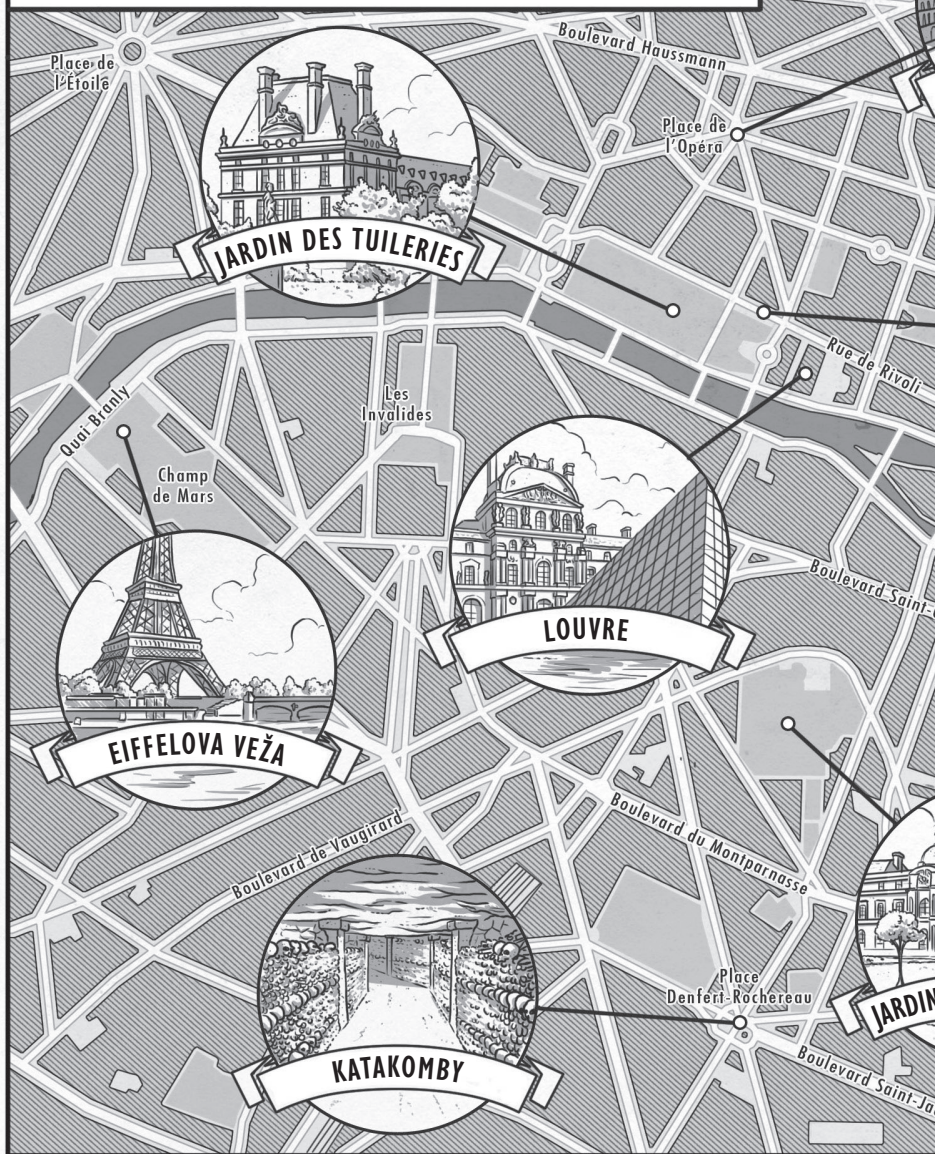 Boulevard Haussmann
Place de
l'Étoile
Place de
l'Opéra
JARDIN DES TUILERIES
Rue de Rivoli
Quai Branly
Les
Invalides
Champ
de Mars
Boulevard Saint-
LOUVRE
EIFFELOVA VEŽA
Boulevard du Montparnasse
Boulevard de Vaugirard
Place
Denfert-Rochereau
JARDIN
KATAKOMBY
Boulevard Saint-Ja